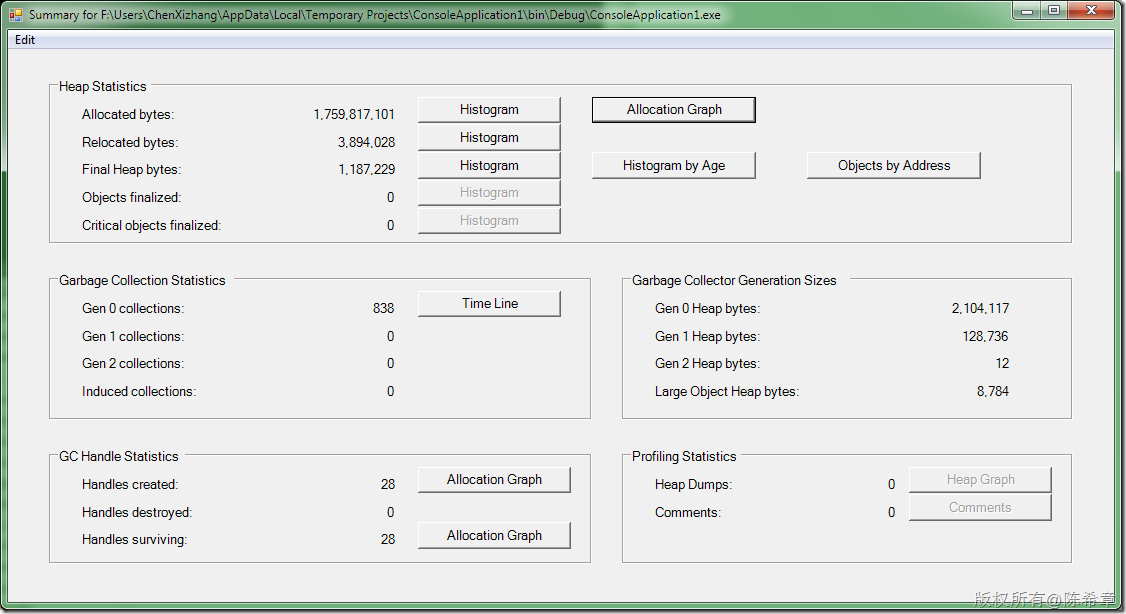 Summary for F:\Users\ChenXizhang\AppData\Local\Temporary Projects\ConsoleApplication1\bin\Debug\ConsoleApplication1.exe
Edit
Heap Statistics
Allocated bytes: 1,759,817,101 Histogram Allocation Graph
Relocated bytes: 3,894,028 Histogram
Final Heap bytes: 1,187,229 Histogram Histogram by Age Objects by Address
Objects finalized: 0 Histogram
Critical objects finalized: 0 Histogram
Garbage Collection Statistics
Gen 0 collections: 838 Time Line
Gen 1 collections: 0
Gen 2 collections: 0
Induced collections: 0
Garbage Collector Generation Sizes
Gen 0 Heap bytes: 2,104,117
Gen 1 Heap bytes: 128,736
Gen 2 Heap bytes: 12
Large Object Heap bytes: 8,784
GC Handle Statistics
Handles created: 28 Allocation Graph
Handles destroyed: 0
Handles surviving: 28 Allocation Graph
Profiling Statistics
Heap Dumps: 0 Heap Graph
Comments: 0 Comments
版权所有@陈希章